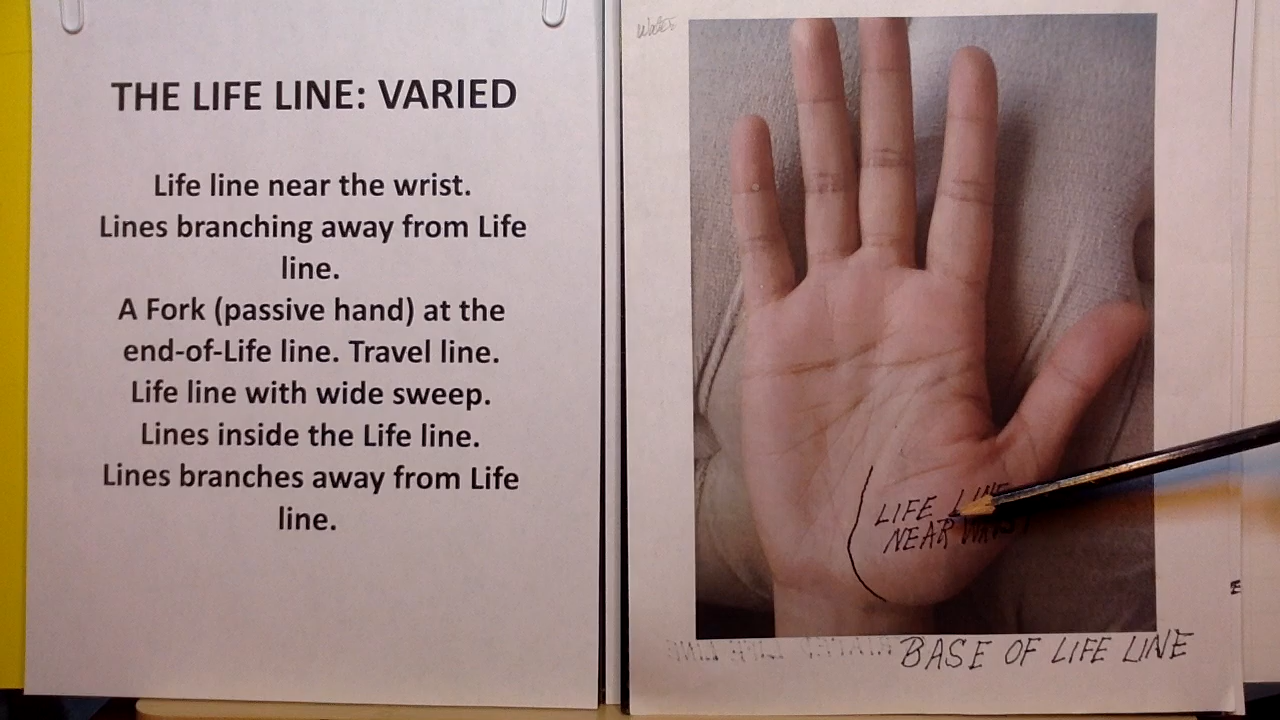 THE LIFE LINE: VARIED
Life line near the wrist.
Lines branching away from Life
line.
A Fork (passive hand) at the
end-of-Life line. Travel line.
Life line with wide sweep.
Lines inside the Life line.
Lines branches away from Life
line.
LIFE LINE
NEAR
BASE OF LIFE LINE